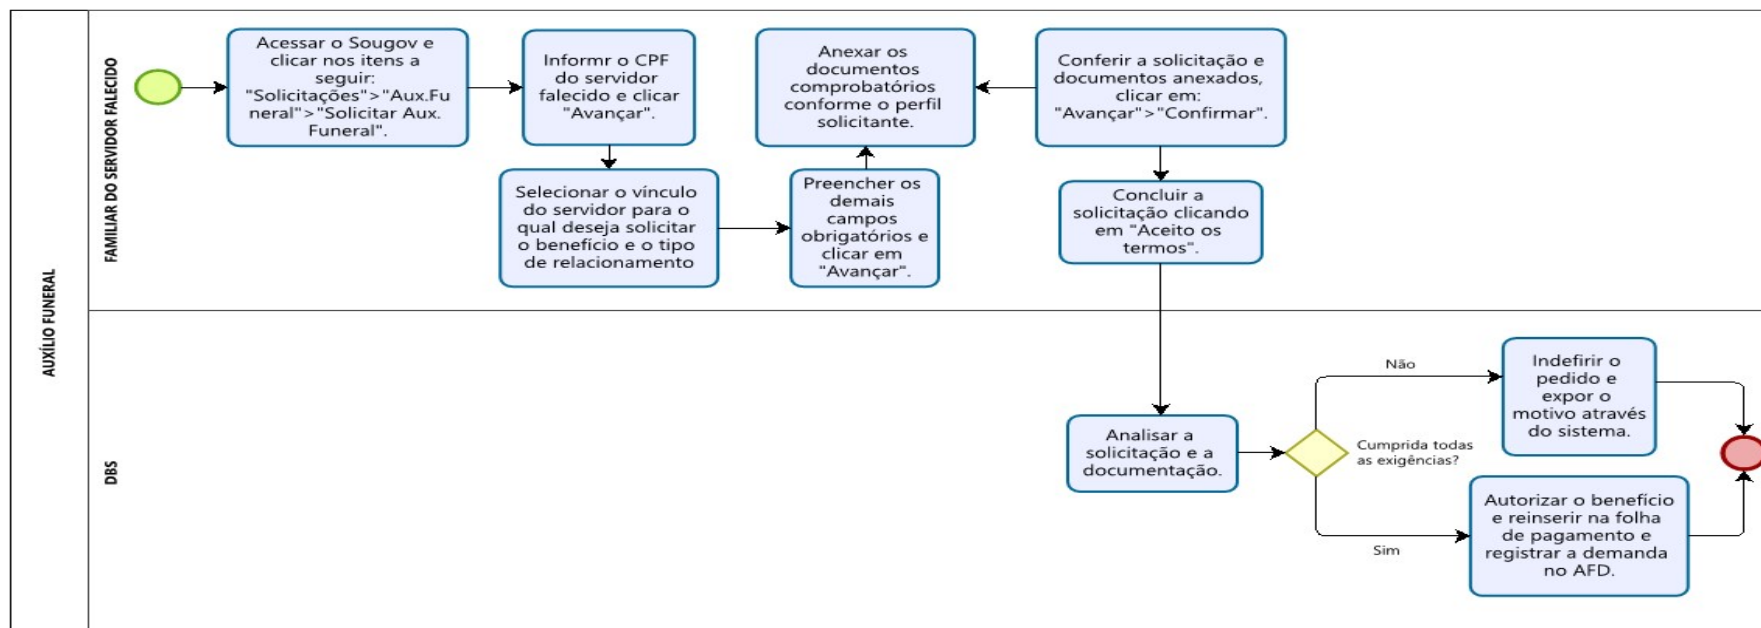 AUXÍLIO FUNERAL
FAMILIAR DO SERVIDOR FALECIDO
Acessar o Sougov e
clicar nos itens a
seguir:
"Solicitações">"Aux.Fu
neral">"Solicitar Aux.
Funeral".
Informr o CPF
do servidor
falecido e clicar
"Avançar".
Selecionar o vínculo
do servidor para o
qual deseja solicitar
o benefício e o tipo
de relacionamento
Preencher os
demais
campos
obrigatórios e
clicar em
"Avançar".
Anexar os
documentos
comprobatórios
conforme o perfil
solicitante.
Conferir a solicitação e
documentos anexados,
clicar em:
"Avançar">"Confirmar".
Concluir a
solicitação clicando
em "Aceito os
termos".
DBS
Analisar a
solicitação e a
documentação.
Cumprida todas
as exigências?
Não
Indefirir o
pedido e
expor o
motivo através
do sistema.
Sim
Autorizar o benefício
e reinserir na folha
de pagamento e
registrar a demanda
no AFD.